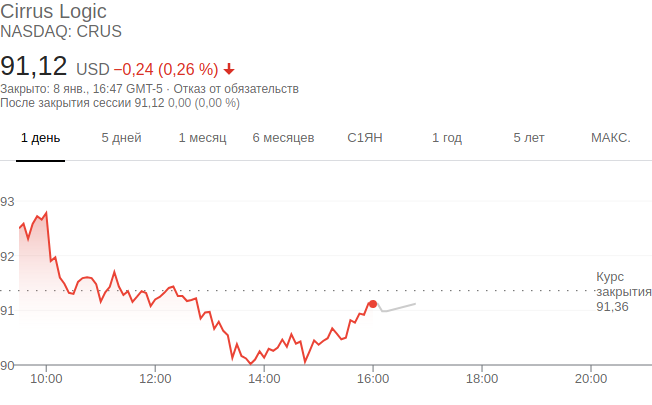 Cirrus Logic
NASDAQ: CRUS
91,12 USD −0,24 (0,26 %)
Закрыто: 8 янв., 16:47 GMT-5 · Отказ от обязательств
После закрытия сессии 91,12 0,00 (0,00 %)
1 день 5 дней 1 месяц 6 месяцев С1ЯН 1 год 5 лет МАКС.
93
92
Курс
закрытия
91,36
91
90
10:00 12:00 14:00 16:00 18:00 20:00